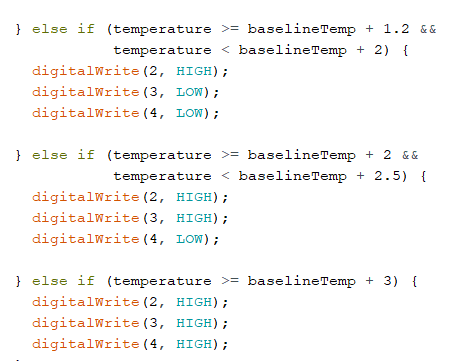 } else if (temperature >= baselineTemp + 1.2 &&
           temperature < baselineTemp + 2) {
  digitalWrite(2, HIGH);
  digitalWrite(3, LOW);
  digitalWrite(4, LOW);

} else if (temperature >= baselineTemp + 2 &&
           temperature < baselineTemp + 2.5) {
  digitalWrite(2, HIGH);
  digitalWrite(3, HIGH);
  digitalWrite(4, LOW);

} else if (temperature >= baselineTemp + 3) {
  digitalWrite(2, HIGH);
  digitalWrite(3, HIGH);
  digitalWrite(4, HIGH);